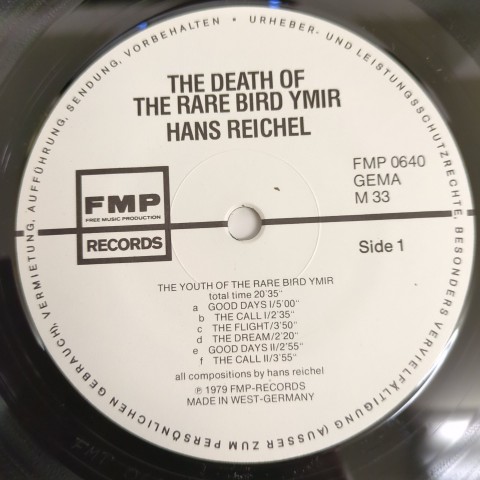 THE DEATH OF
THE RARE BIRD YMIR
HANS REICHEL
FMP
FREE MUSIC PRODUCTION
RECORDS
FMP 0640
GEMA
M 33
Side 1
THE YOUTH OF THE RARE BIRD YMIR
total time 20'35"
a GOOD DAYS I/5'00"
b THE CALL I/2'35"
c THE FLIGHT/3'50"
d THE DREAM/2'20"
e GOOD DAYS II/2'55"
f THE CALL II/3'55"
all compositions by hans reichel
℗ 1979 FMP-RECORDS
MADE IN WEST-GERMANY
URHEBER- UND LEISTUNGSSCHUTZRECHTE, BESONDERS VERVIELFÄLTIGUNG (AUSSER ZUM PERSÖNLICHEN GEBRAUCH), VERMIETUNG, AUFFÜHRUNG, SENDUNG, VORBEHALTEN •